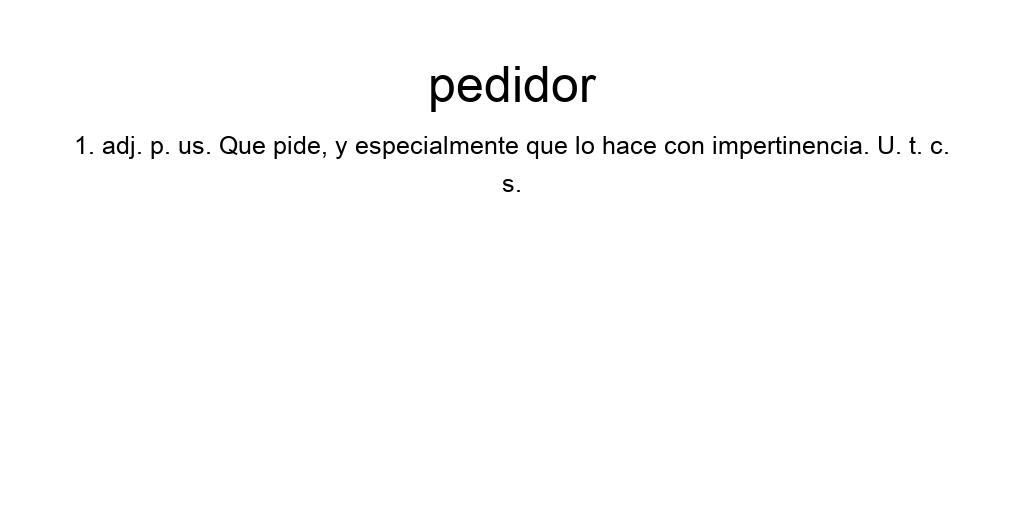 pedidor
1. adj. p. us. Que pide, y especialmente que lo hace con impertinencia. U. t. c.
s.